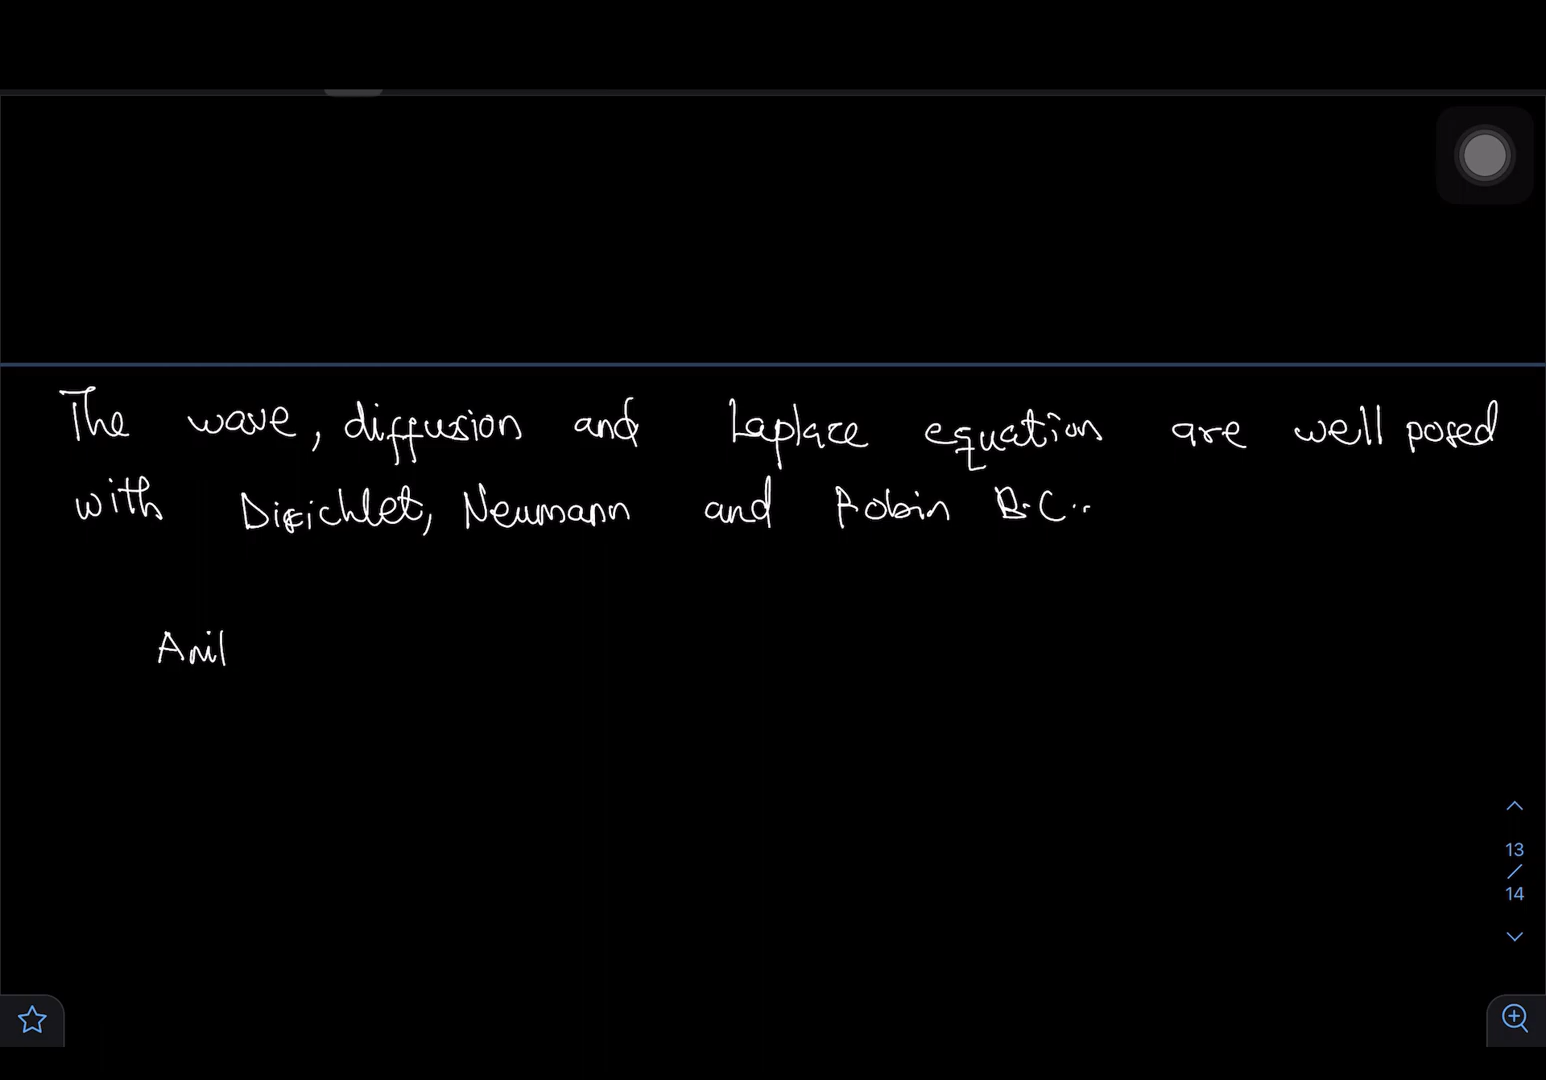 The wave, diffusion and Laplace equation are well posed
with Dirichlet, Neumann and Robin B.C..
Anil
13
/
14